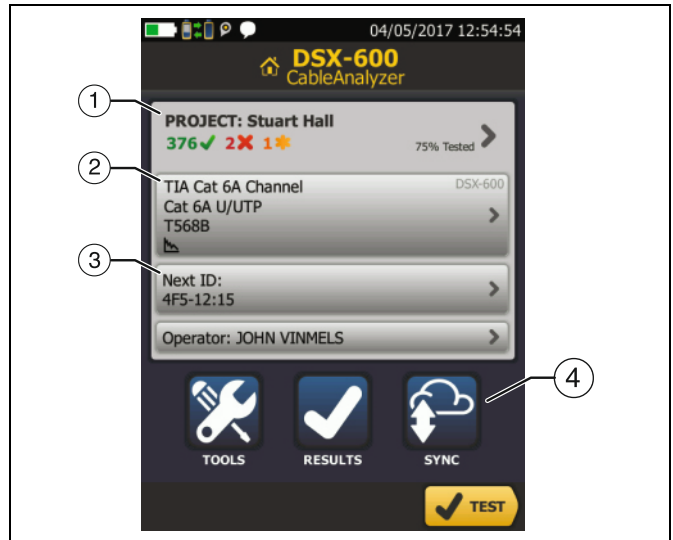 04/05/2017 12:54:54
DSX-600
CableAnalyzer
1
PROJECT: Stuart Hall
376 2 1
75% Tested
2
TIA Cat 6A Channel
DSX-600
Cat 6A U/UTP
T568B
3
Next ID:
4F5-12:15
Operator: JOHN VINMELS
4
TOOLS
RESULTS
SYNC
TEST